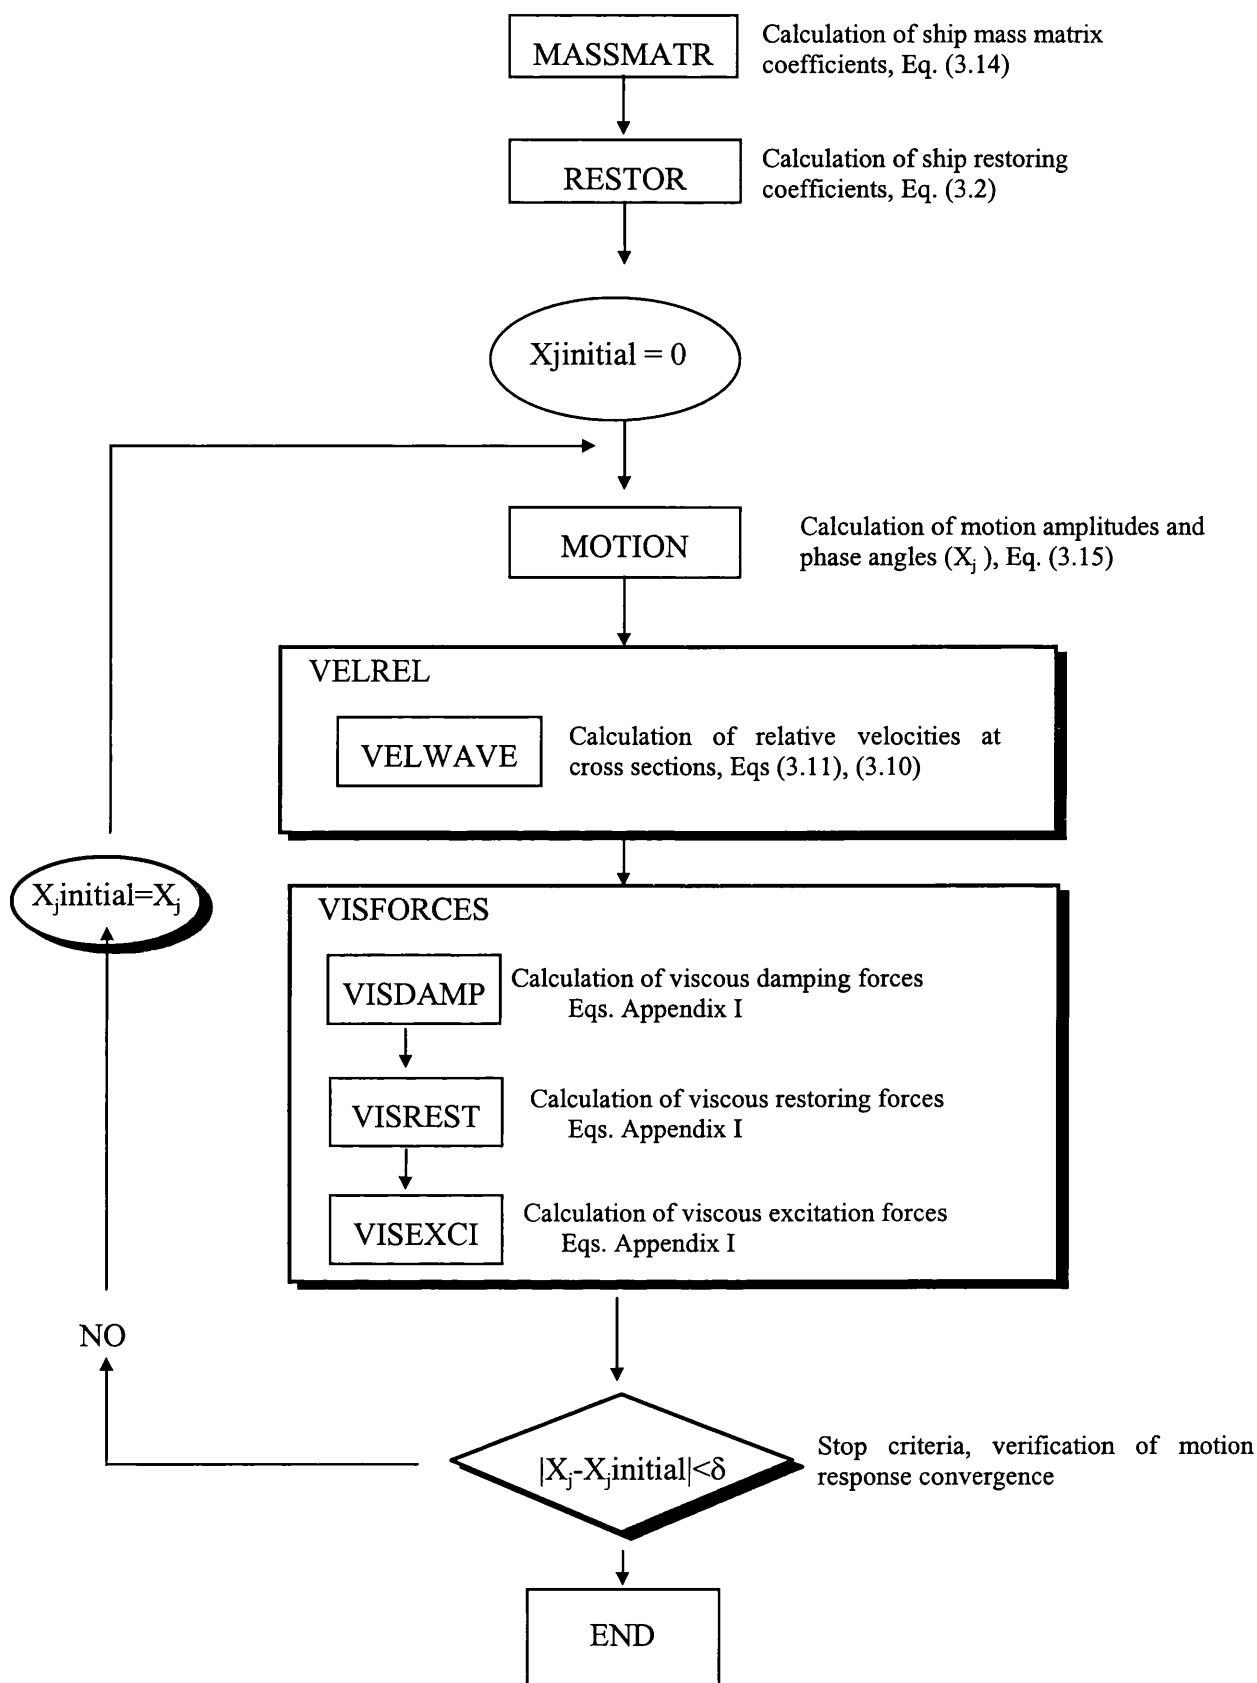 MASSMATR
Calculation of ship mass matrix
coefficients, Eq. (3.14)
RESTOR
Calculation of ship restoring
coefficients, Eq. (3.2)
Xjinitial = 0
MOTION
Calculation of motion amplitudes and
phase angles (Xj ), Eq. (3.15)
VELREL
VELWAVE
Calculation of relative velocities at
cross sections, Eqs (3.11), (3.10)
Xjinitial=Xj
VISFORCES
VISDAMP
Calculation of viscous damping forces
Eqs. Appendix I
VISREST
Calculation of viscous restoring forces
Eqs. Appendix I
VISEXCI
Calculation of viscous excitation forces
Eqs. Appendix I
NO
|Xj-Xjinitial|<δ
Stop criteria, verification of motion
response convergence
END